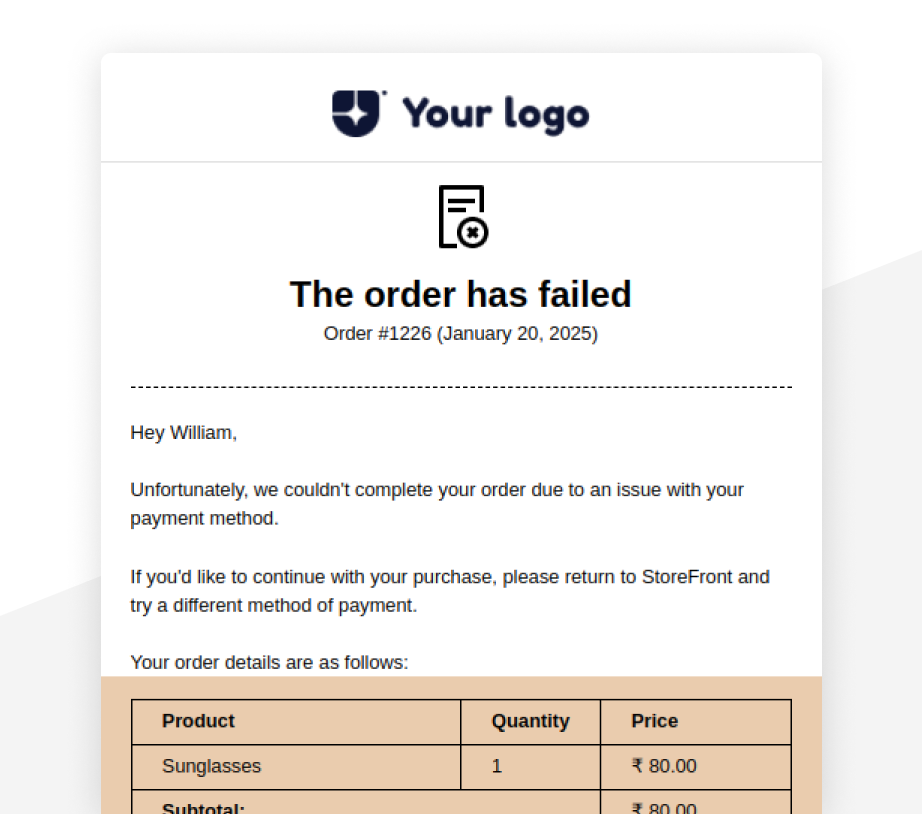 Your logo
The order has failed
Order #1226 (January 20, 2025)
Hey William,
Unfortunately, we couldn't complete your order due to an issue with your
payment method.
If you'd like to continue with your purchase, please return to StoreFront and
try a different method of payment.
Your order details are as follows:
Product Quantity Price
Sunglasses 1 ₹ 80.00
Subtotal: ₹ 80.00